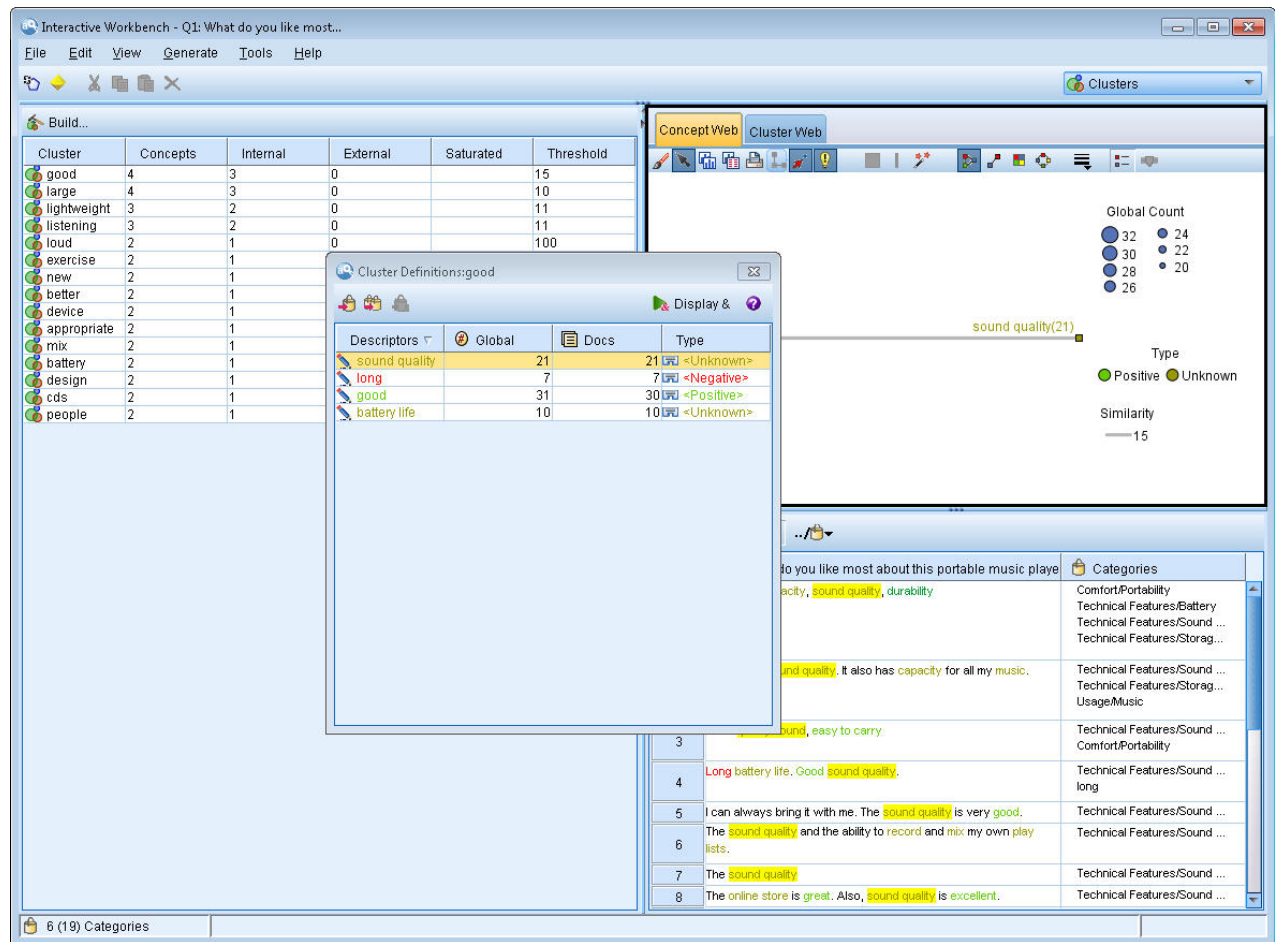 Interactive Workbench - Q1: What do you like most...
File Edit View Generate Tools Help
Clusters
Build...
Cluster Concepts Internal External Saturated Threshold
good 4 3 0 15
large 4 3 0 10
lightweight 3 2 0 11
listening 3 2 0 11
loud 2 1 0 100
exercise 2 1
new 2 1
better 2 1
device 2 1
appropriate 2 1
mix 2 1
battery 2 1
design 2 1
cds 2 1
people 2 1
Cluster Definitions:good
Display &
Descriptors Global Docs Type
sound quality 21 21 <Unknown>
long 7 7 <Negative>
good 31 30 <Positive>
battery life 10 10 <Unknown>
Concept Web Cluster Web
Global Count
32 24
30 22
28 20
26
sound quality(21)
Type
Positive Unknown
Similarity
15
../
do you like most about this portable music playe Categories
acity, sound quality, durability
Comfort/Portability
Technical Features/Battery
Technical Features/Sound ...
Technical Features/Storag...
und quality. It also has capacity for all my music.
Technical Features/Sound ...
Technical Features/Storag...
Usage/Music
3 ound, easy to carry
Technical Features/Sound ...
Comfort/Portability
4 Long battery life. Good sound quality.
Technical Features/Sound ...
long
5 I can always bring it with me. The sound quality is very good. Technical Features/Sound ...
6 The sound quality and the ability to record and mix my own play
lists.
Technical Features/Sound ...
7 The sound quality Technical Features/Sound ...
8 The online store is great. Also, sound quality is excellent. Technical Features/Sound ...
6 (19) Categories